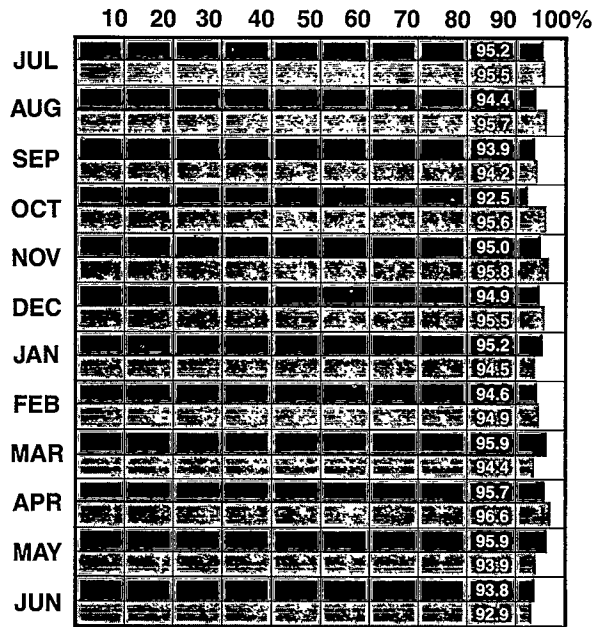 10 20 30 40 50 60 70 80 90 100%
95.2
JUL
95.5
94.4
AUG
95.7
93.9
SEP
94.2
92.5
OCT
95.6
95.0
NOV
95.8
94.9
DEC
95.5
95.2
JAN
94.5
94.6
FEB
94.9
95.9
MAR
94.4
95.7
APR
96.6
95.9
MAY
93.9
93.8
JUN
92.9